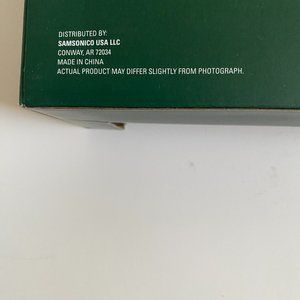 DISTRIBUTED BY:
SAMSONICO USA LLC
CONWAY, AR 72034
MADE IN CHINA
ACTUAL PRODUCT MAY DIFFER SLIGHTLY FROM PHOTOGRAPH.